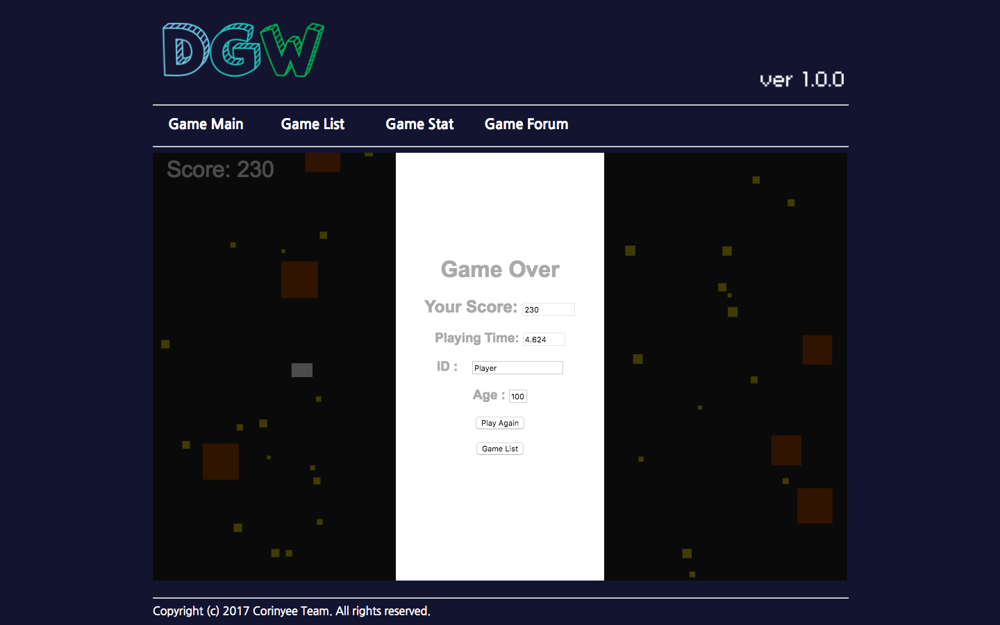 DGW
ver 1.0.0
Game Main Game List Game Stat Game Forum
Score: 230
Game Over
Your Score: 230
Playing Time: 4.624
ID : Player
Age : 100
Play Again
Game List
Copyright (c) 2017 Corinyee Team. All rights reserved.